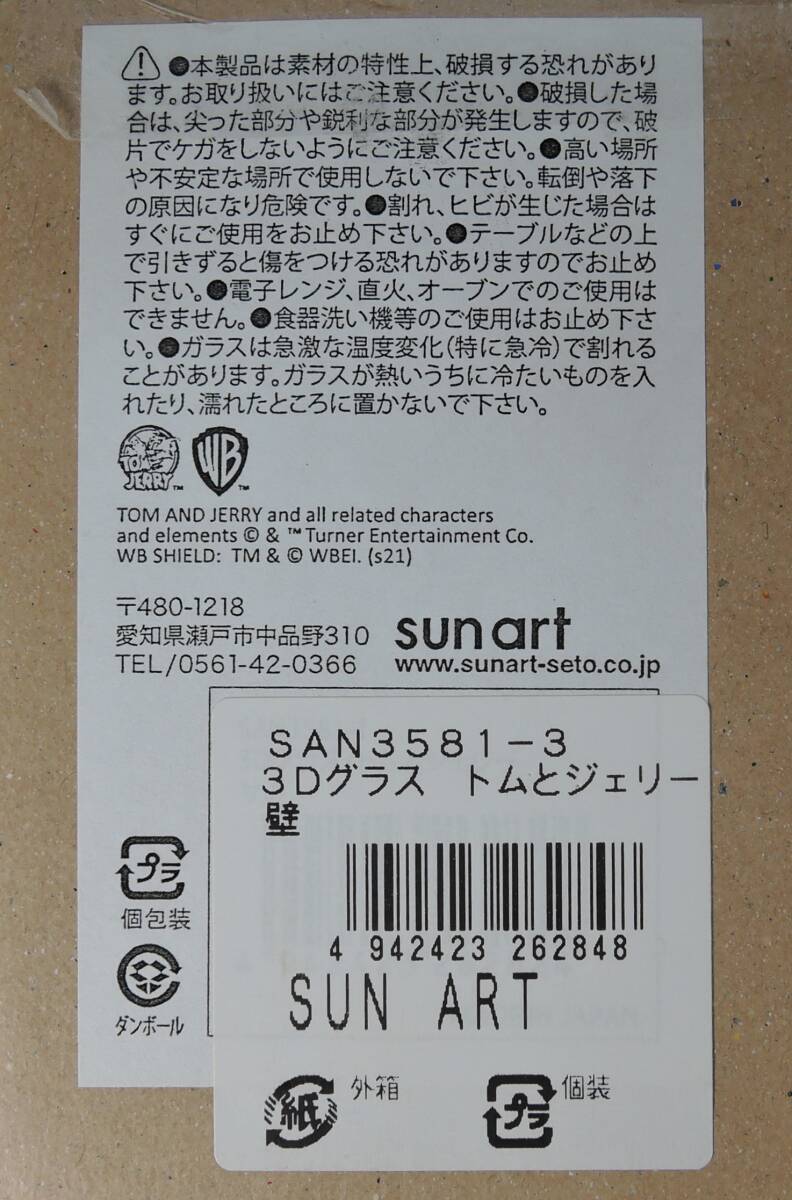 ●本製品は素材の特性上、破損する恐れがあり
ます。お取り扱いにはご注意ください。●破損した場
合は、尖った部分や鋭利な部分が発生しますので、破
片でケガをしないようにご注意ください。●高い場所
や不安定な場所で使用しないで下さい。転倒や落下
の原因になり危険です。●割れ、ヒビが生じた場合は
すぐにご使用をお止め下さい。●テーブルなどの上
で引きずると傷をつける恐れがありますのでお止め
下さい。●電子レンジ、直火、オーブンでのご使用は
できません。●食器洗い機等のご使用はお止め下さ
い。●ガラスは急激な温度変化(特に急冷)で割れる
ことがあります。ガラスが熱いうちに冷たいものを入
れたり、濡れたところに置かないで下さい。
TOM AND JERRY™ WB™
TOM AND JERRY and all related characters
and elements © & ™ Turner Entertainment Co.
WB SHIELD: TM & © WBEI. (s21)
〒480-1218
愛知県瀬戸市中品野310
TEL/0561-42-0366
sun art
www.sunart-seto.co.jp
SAN3581-3
3Dグラス トムとジェリー
壁
4 942423 262848
SUN ART
プラ
個包装
ダンボール
紙 外箱
プラ 個装